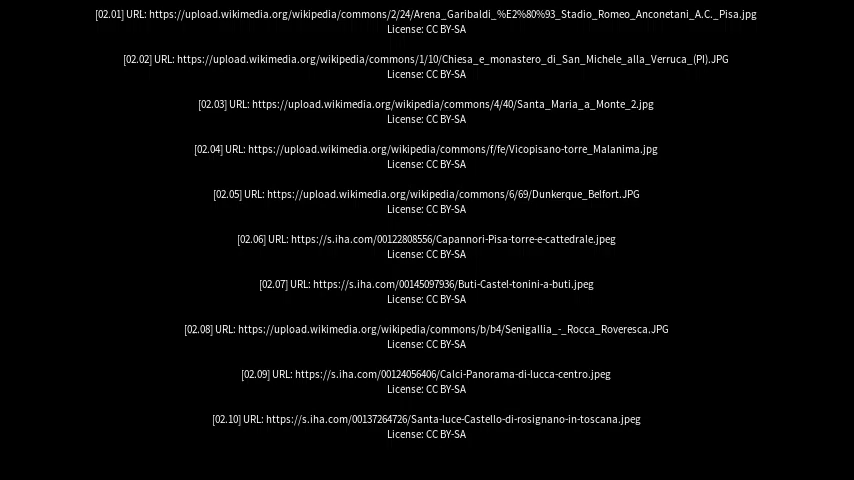 [02.01] URL: https://upload.wikimedia.org/wikipedia/commons/2/24/Arena_Garibaldi_%E2%80%93_Stadio_Romeo_Anconetani_A.C._Pisa.jpg
License: CC BY-SA
[02.02] URL: https://upload.wikimedia.org/wikipedia/commons/1/10/Chiesa_e_monastero_di_San_Michele_alla_Verruca_(PI).JPG
License: CC BY-SA
[02.03] URL: https://upload.wikimedia.org/wikipedia/commons/4/40/Santa_Maria_a_Monte_2.jpg
License: CC BY-SA
[02.04] URL: https://upload.wikimedia.org/wikipedia/commons/f/fe/Vicopisano-torre_Malanima.jpg
License: CC BY-SA
[02.05] URL: https://upload.wikimedia.org/wikipedia/commons/6/69/Dunkerque_Belfort.JPG
License: CC BY-SA
[02.06] URL: https://s.iha.com/00122808556/Capannori-Pisa-torre-e-cattedrale.jpeg
License: CC BY-SA
[02.07] URL: https://s.iha.com/00145097936/Buti-Castel-tonini-a-buti.jpeg
License: CC BY-SA
[02.08] URL: https://upload.wikimedia.org/wikipedia/commons/b/b4/Senigallia_-_Rocca_Roveresca.JPG
License: CC BY-SA
[02.09] URL: https://s.iha.com/00124056406/Calci-Panorama-di-lucca-centro.jpeg
License: CC BY-SA
[02.10] URL: https://s.iha.com/00137264726/Santa-luce-Castello-di-rosignano-in-toscana.jpeg
License: CC BY-SA